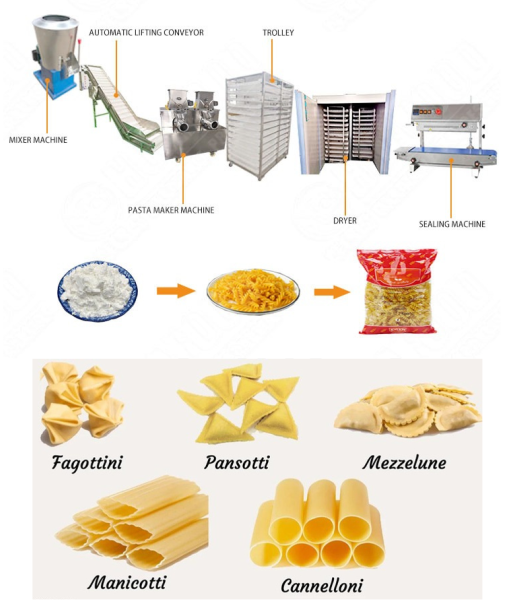 AUTOMATIC LIFTING CONVEYOR
TROLLEY
MIXER MACHINE
PASTA MAKER MACHINE
DRYER
SEALING MACHINE
Fagottini
Pansotti
Mezzelune
Manicotti
Cannelloni